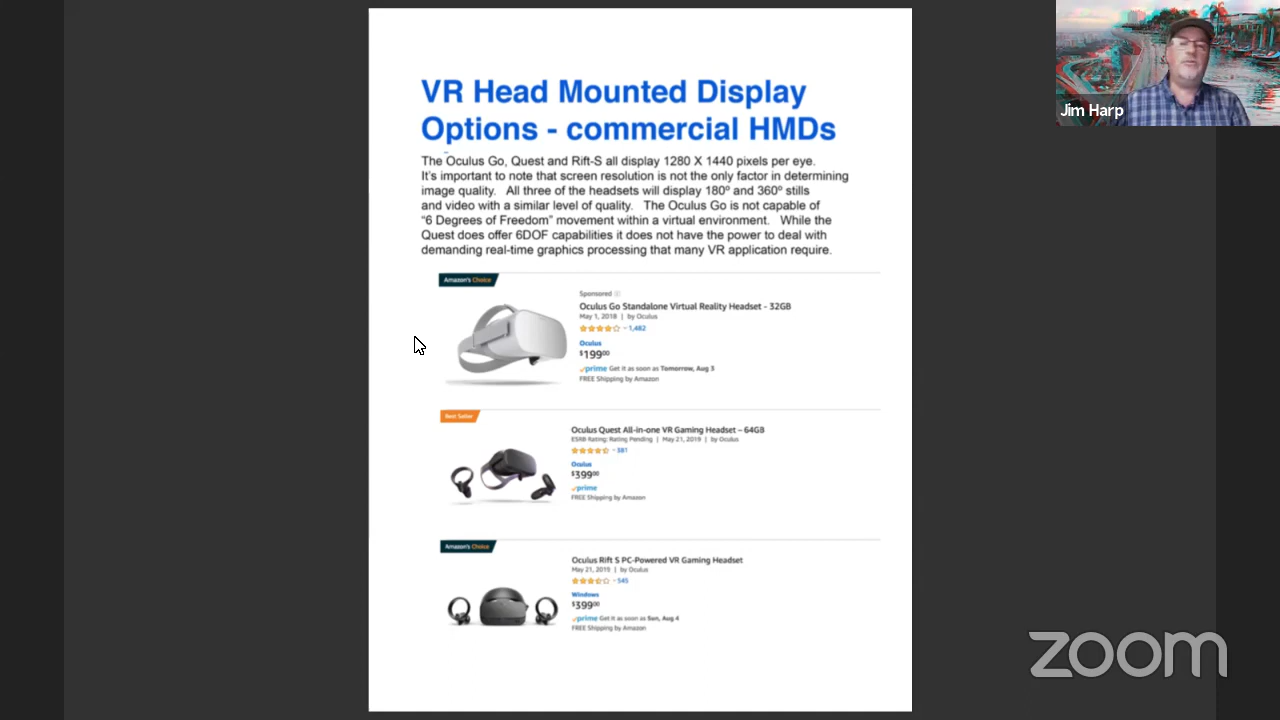 VR Head Mounted Display
Options - commercial HMDs
The Oculus Go, Quest and Rift-S all display 1280 X 1440 pixels per eye.
It's important to note that screen resolution is not the only factor in determining
image quality. All three of the headsets will display 180º and 360º stills
and video with a similar level of quality. The Oculus Go is not capable of
“6 Degrees of Freedom” movement within a virtual environment. While the
Quest does offer 6DOF capabilities it does not have the power to deal with
demanding real-time graphics processing that many VR application require.
Amazon's Choice
Sponsored
Oculus Go Standalone Virtual Reality Headset - 32GB
May 1, 2018 | by Oculus
1,482
Oculus
$199.00
prime Get it as soon as Tomorrow, Aug 3
FREE Shipping by Amazon
Best Seller
Oculus Quest All-in-one VR Gaming Headset – 64GB
ESRB Rating: Rating Pending | May 21, 2019 | by Oculus
381
Oculus
$399.00
prime
FREE Shipping by Amazon
Amazon's Choice
Oculus Rift S PC-Powered VR Gaming Headset
May 21, 2019 | by Oculus
545
Windows
$399.00
prime Get it as soon as Sun, Aug 4
FREE Shipping by Amazon
Jim Harp
zoom